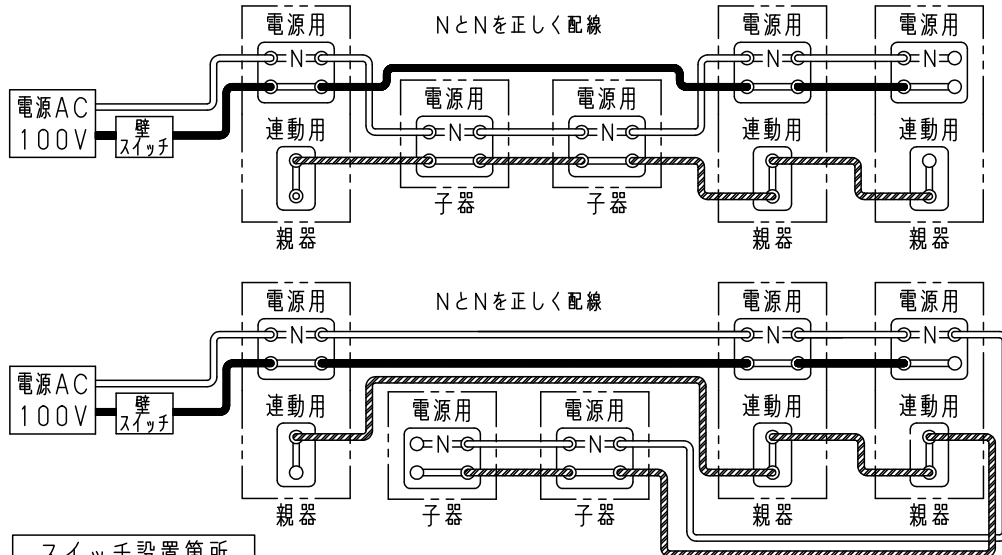 電源用
NとNを正しく配線
電源用
電源用
N
N
N
電源AC
100V
壁
スイッチ
電源用
電源用
N
N
連動用
連動用
連動用
子器
子器
親器
親器
親器
電源用
NとNを正しく配線
電源用
電源用
N
N
N
電源AC
100V
壁
スイッチ
連動用
電源用
電源用
連動用
連動用
N
N
親器
子器
子器
親器
親器
スイッチ設置箇所